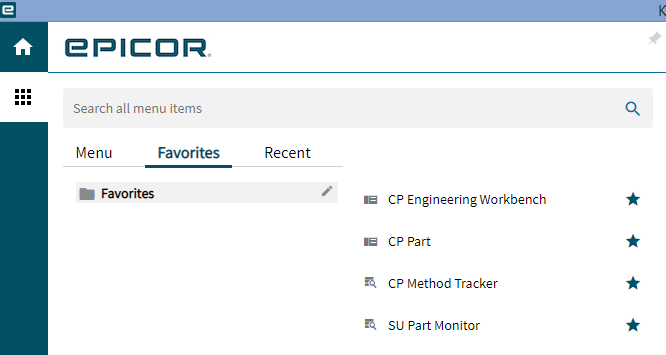 K
EPICOR
Search all menu items
Menu Favorites Recent
Favorites
CP Engineering Workbench
CP Part
CP Method Tracker
SU Part Monitor